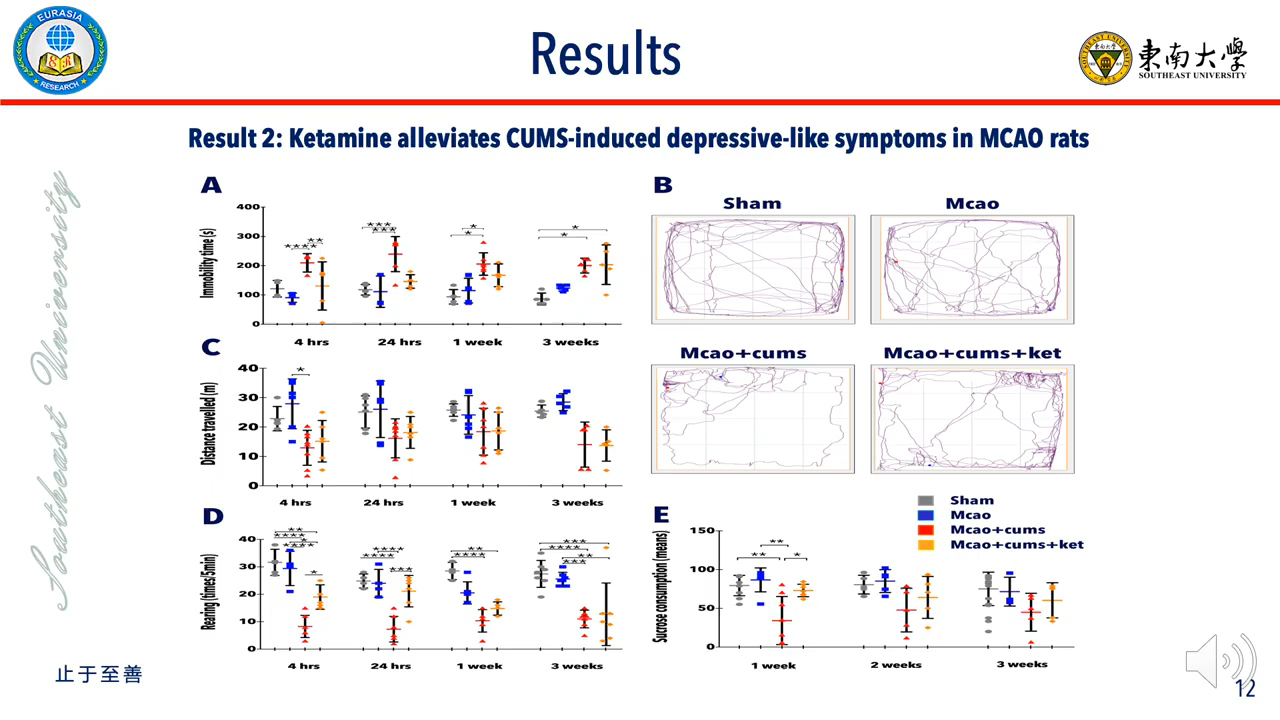 EURASIA
RESEARCH
Results
SOUTHEAST UNIVERSITY
東南大學
SOUTHEAST UNIVERSITY
Result 2: Ketamine alleviates CUMS-induced depressive-like symptoms in MCAO rats
Southeast University
A
Immobility time (s)
400
300
200
100
0
**
****
***
***
*
*
*
*
4 hrs 24 hrs 1 week 3 weeks
B
Sham Mcao
Mcao+cums Mcao+cums+ket
C
Distance travelled (m)
40
30
20
10
0
*
4 hrs 24 hrs 1 week 3 weeks
D
Rearing (times/5min)
40
30
20
10
0
**
****
*
****
*
****
****
***
**
****
***
****
**
***
4 hrs 24 hrs 1 week 3 weeks
E
Sham
Mcao
Mcao+cums
Mcao+cums+ket
Sucrose consumption (means)
150
100
50
0
**
**
*
1 week 2 weeks 3 weeks
止于至善
12